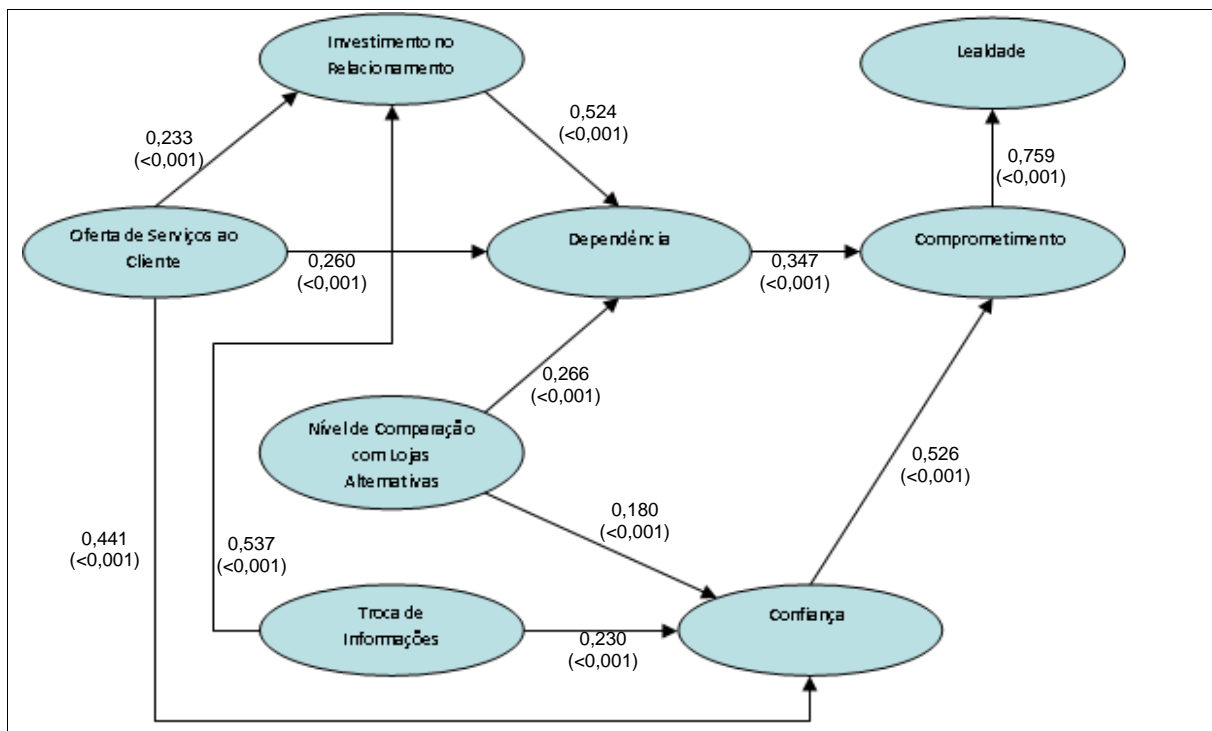 Investimento no
Relacionamento
Lealdade
0,524
(<0,001)
0,233
(<0,001)
0,759
(<0,001)
Oferta de Serviços ao
Cliente
Dependência
Comprometimento
0,260
(<0,001)
0,347
(<0,001)
0,266
(<0,001)
Nível de Comparação
com Lojas
Alternativas
0,526
(<0,001)
0,180
(<0,001)
0,441
(<0,001)
0,537
(<0,001)
Troca de
Informações
Confiança
0,230
(<0,001)